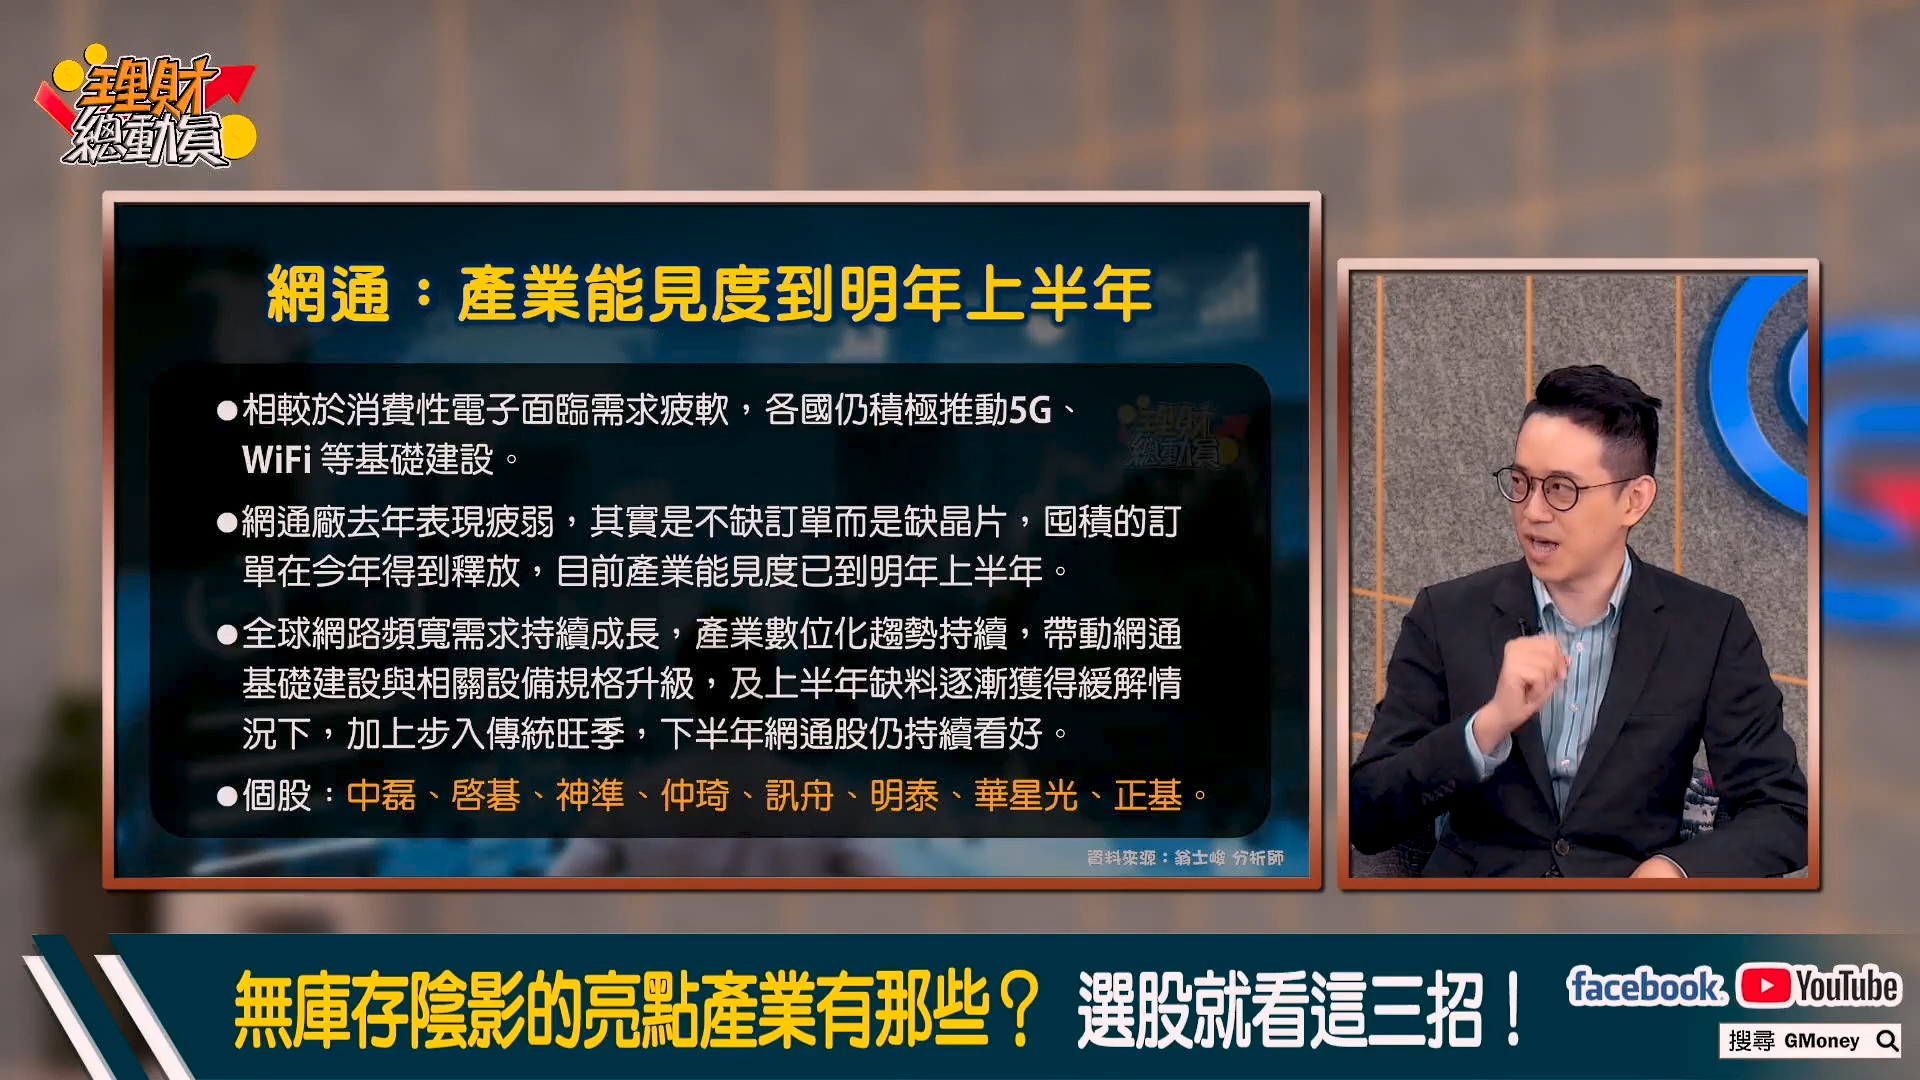 理財
總動員
網通：產業能見度到明年上半年
●相較於消費性電子面臨需求疲軟，各國仍積極推動5G、
WiFi 等基礎建設。
●網通廠去年表現疲弱，其實是不缺訂單而是缺晶片，囤積的訂
單在今年得到釋放，目前產業能見度已到明年上半年。
●全球網路頻寬需求持續成長，產業數位化趨勢持續，帶動網通
基礎建設與相關設備規格升級，及上半年缺料逐漸獲得緩解情
況下，加上步入傳統旺季，下半年網通股仍持續看好。
●個股：中磊、啓碁、神準、仲琦、訊舟、明泰、華星光、正基。
資料來源：翁士峻 分析師
無庫存陰影的亮點產業有那些？ 選股就看這三招！
facebook. YouTube
搜尋 GMoney